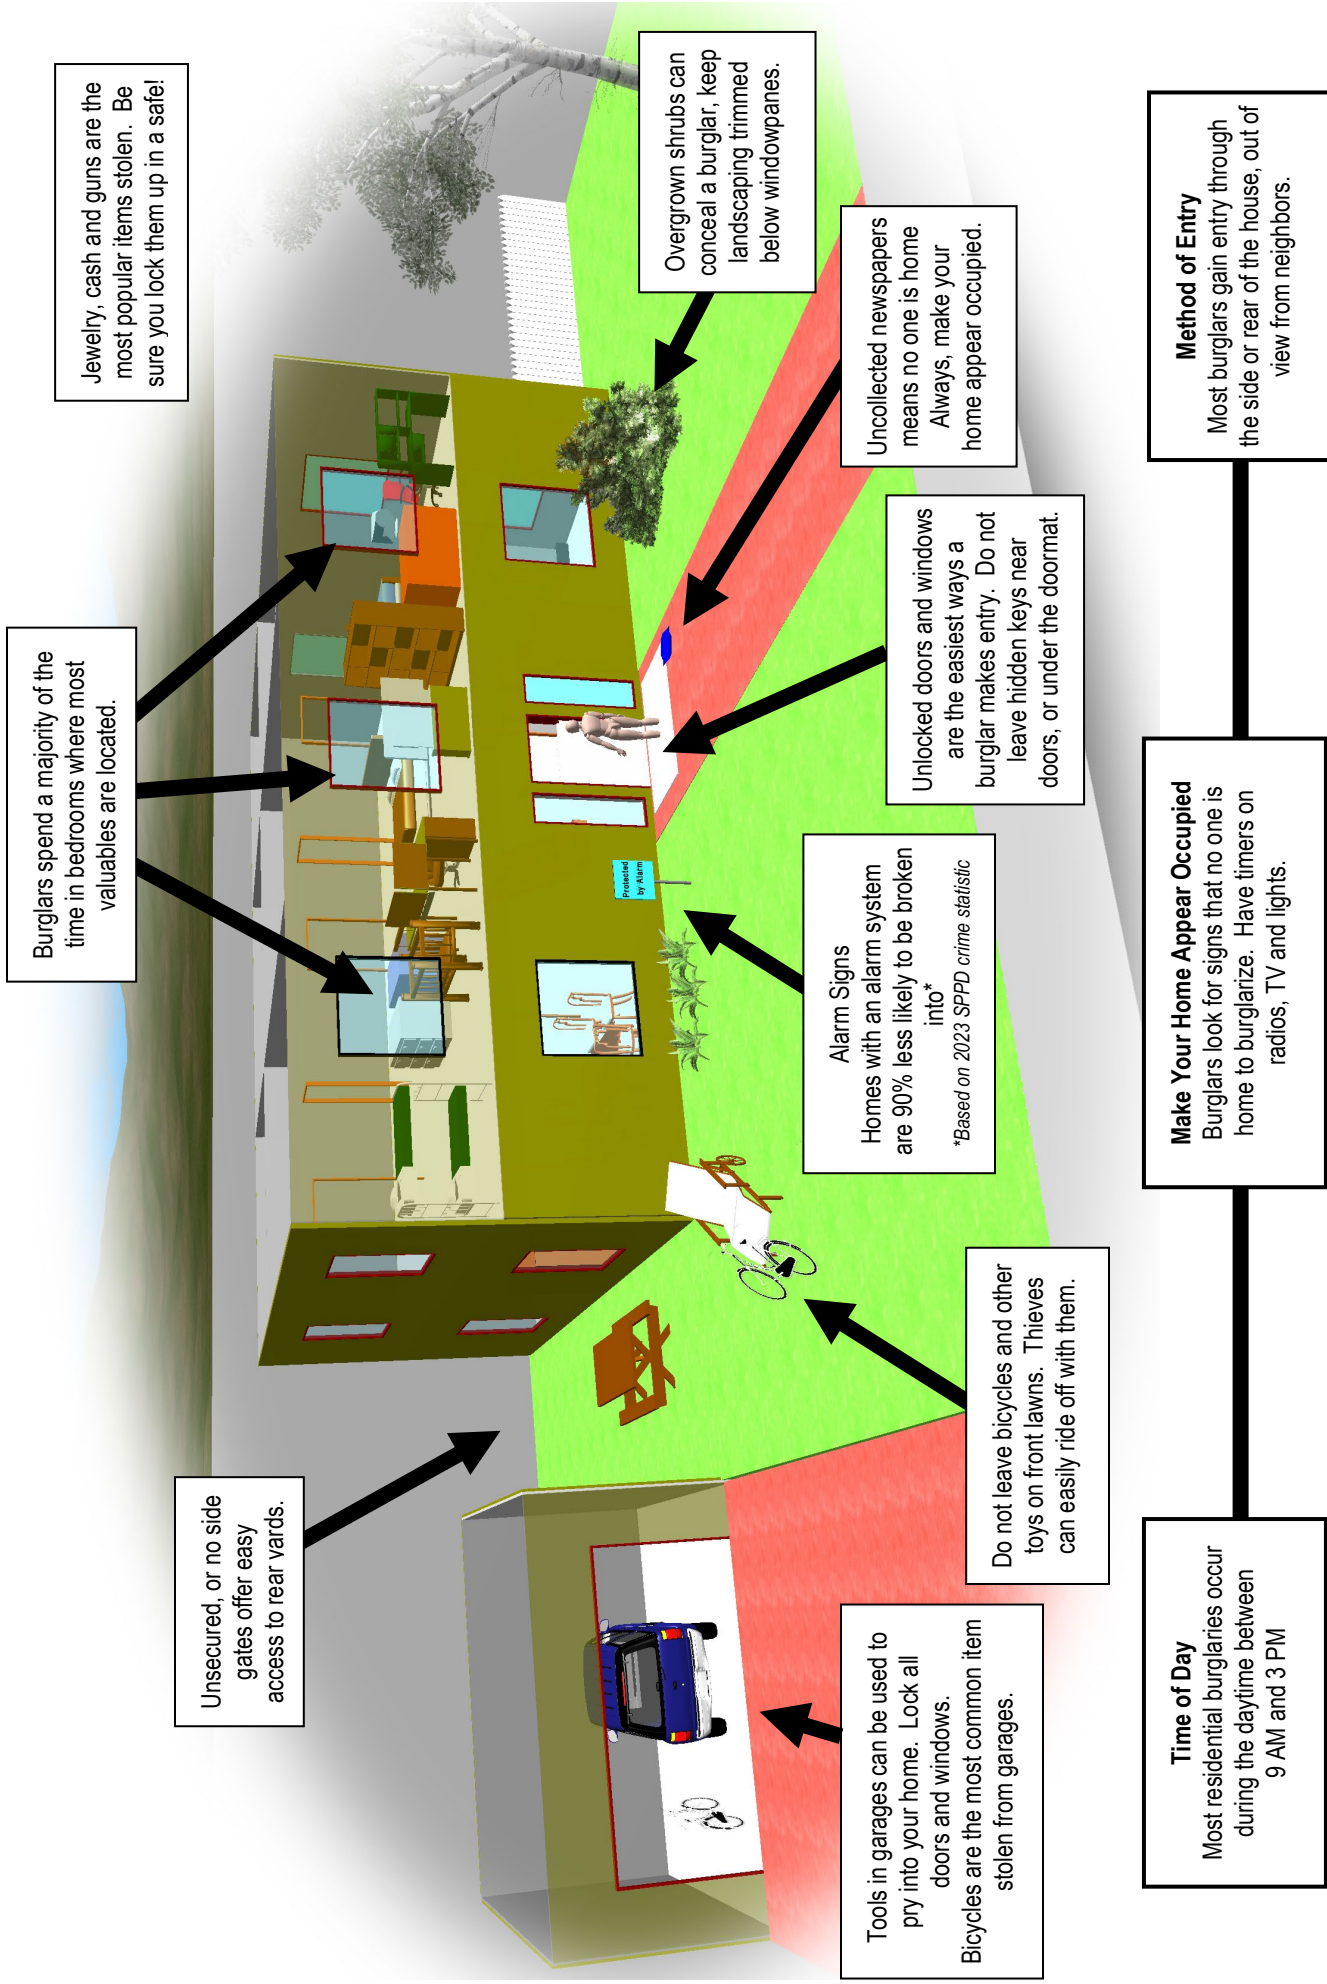 Jewelry, cash and guns are the
most popular items stolen.  Be
sure you lock them up in a safe!
Burglars spend a majority of the
time in bedrooms where most
valuables are located.
Unsecured, or no side
gates offer easy
access to rear yards.
Overgrown shrubs can
conceal a burglar, keep
landscaping trimmed
below windowpanes.
Uncollected newspapers
means no one is home
Always, make your
home appear occupied.
Unlocked doors and windows
are the easiest ways a
burglar makes entry.  Do not
leave hidden keys near
doors, or under the doormat.
Protected
by Alarm
Alarm Signs
Homes with an alarm system
are 90% less likely to be broken
into*
*Based on 2023 SPPD crime statistic
Do not leave bicycles and other
toys on front lawns.  Thieves
can easily ride off with them.
Tools in garages can be used to
pry into your home.  Lock all
doors and windows.
Bicycles are the most common item
stolen from garages.
Time of Day
Most residential burglaries occur
during the daytime between
9 AM and 3 PM
Make Your Home Appear Occupied
Burglars look for signs that no one is
home to burglarize.  Have timers on
radios, TV and lights.
Method of Entry
Most burglars gain entry through
the side or rear of the house, out of
view from neighbors.